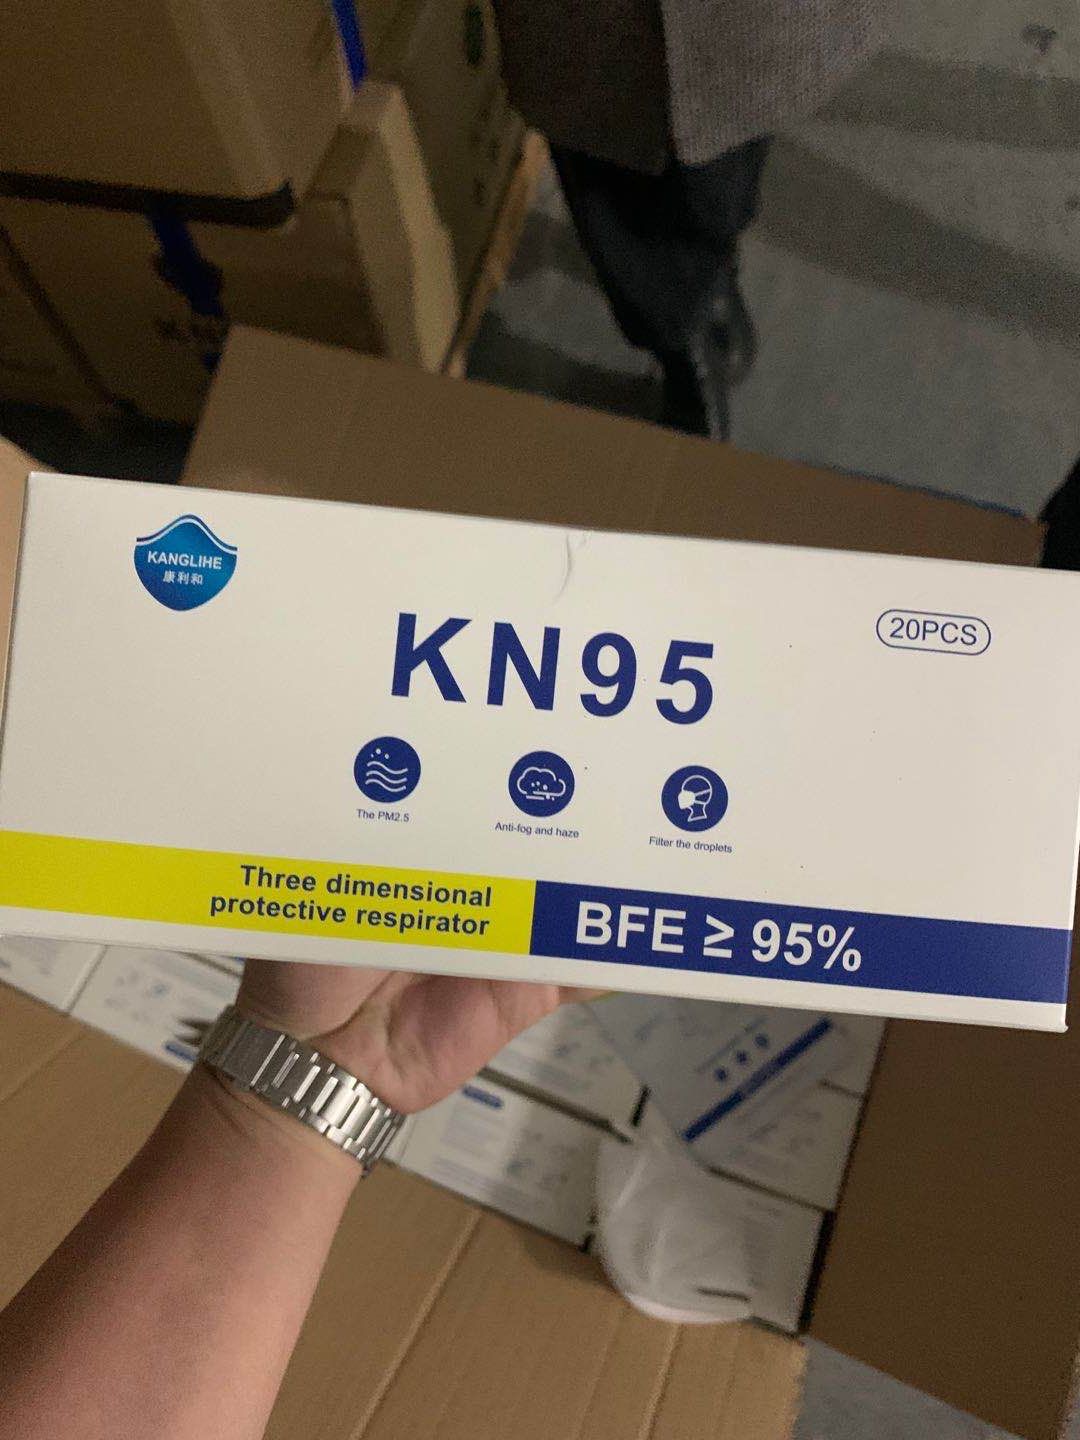 KANGLIHE
康利和
KN95
20PCS
The PM2.5
Anti-fog and haze
Filter the droplets
Three dimensional
protective respirator
BFE ≥ 95%